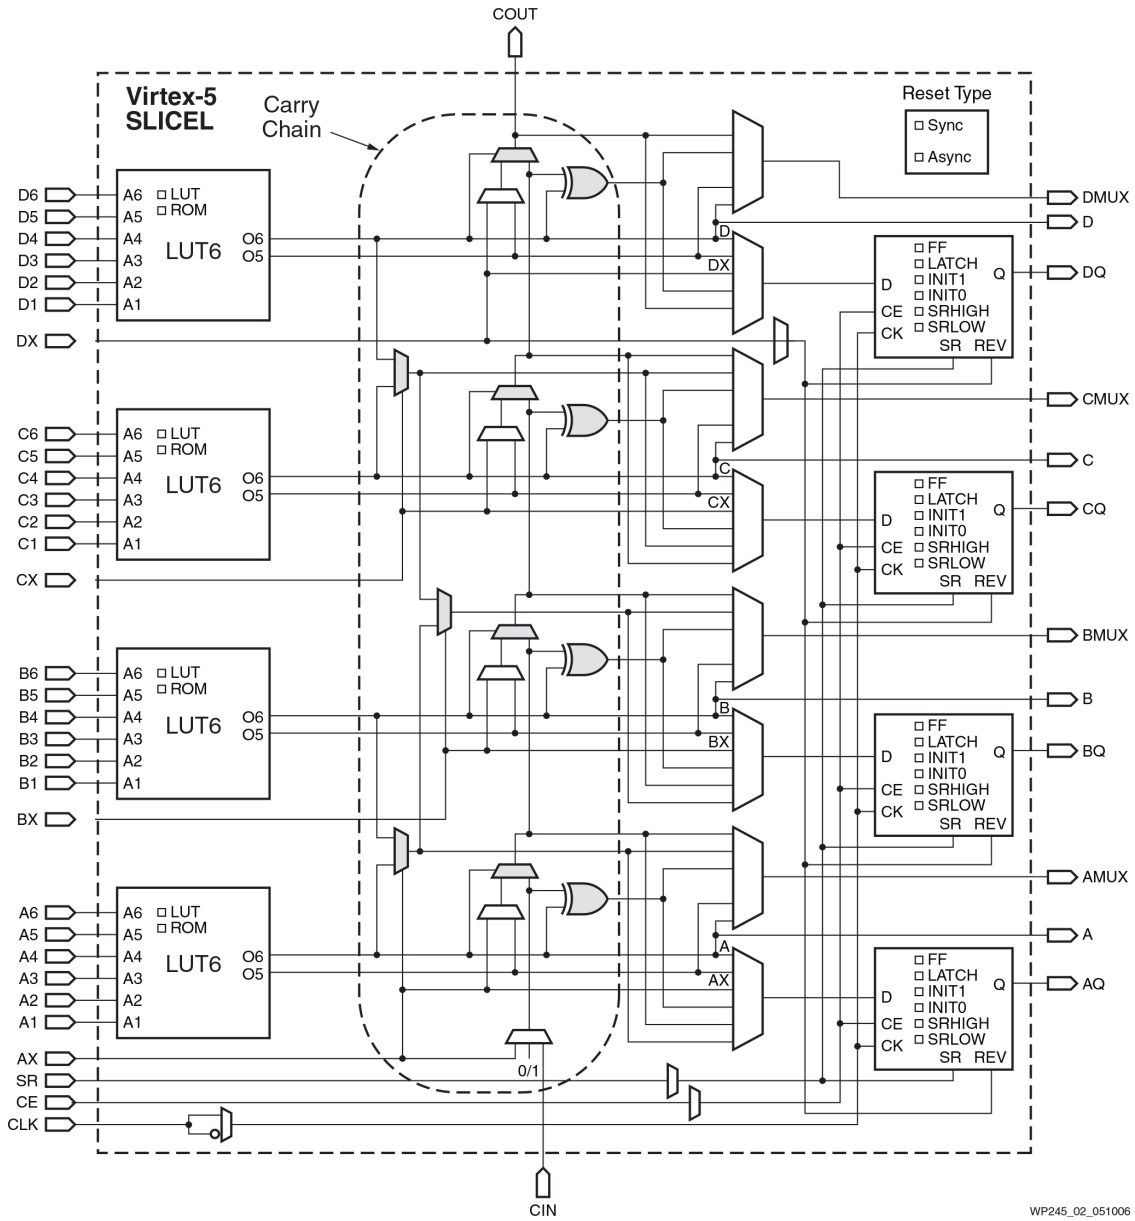 COUT
Virtex-5
SLICEL
Carry
Chain
Reset Type
Sync
Async
D6
D5
D4
D3
D2
D1
DX
A6
A5
A4
A3
A2
A1
LUT
ROM
LUT6
O6
O5
D
DX
DMUX
D
FF
LATCH
INIT1
INIT0
SRHIGH
SRLOW
D
CE
CK
Q
SR REV
DQ
C6
C5
C4
C3
C2
C1
CX
A6
A5
A4
A3
A2
A1
LUT
ROM
LUT6
O6
O5
C
CX
CMUX
C
FF
LATCH
INIT1
INIT0
SRHIGH
SRLOW
D
CE
CK
Q
SR REV
CQ
B6
B5
B4
B3
B2
B1
BX
A6
A5
A4
A3
A2
A1
LUT
ROM
LUT6
O6
O5
B
BX
BMUX
B
FF
LATCH
INIT1
INIT0
SRHIGH
SRLOW
D
CE
CK
Q
SR REV
BQ
A6
A5
A4
A3
A2
A1
AX
SR
CE
CLK
A6
A5
A4
A3
A2
A1
LUT
ROM
LUT6
O6
O5
A
AX
0/1
AMUX
A
FF
LATCH
INIT1
INIT0
SRHIGH
SRLOW
D
CE
CK
Q
SR REV
AQ
CIN
WP245_02_051006